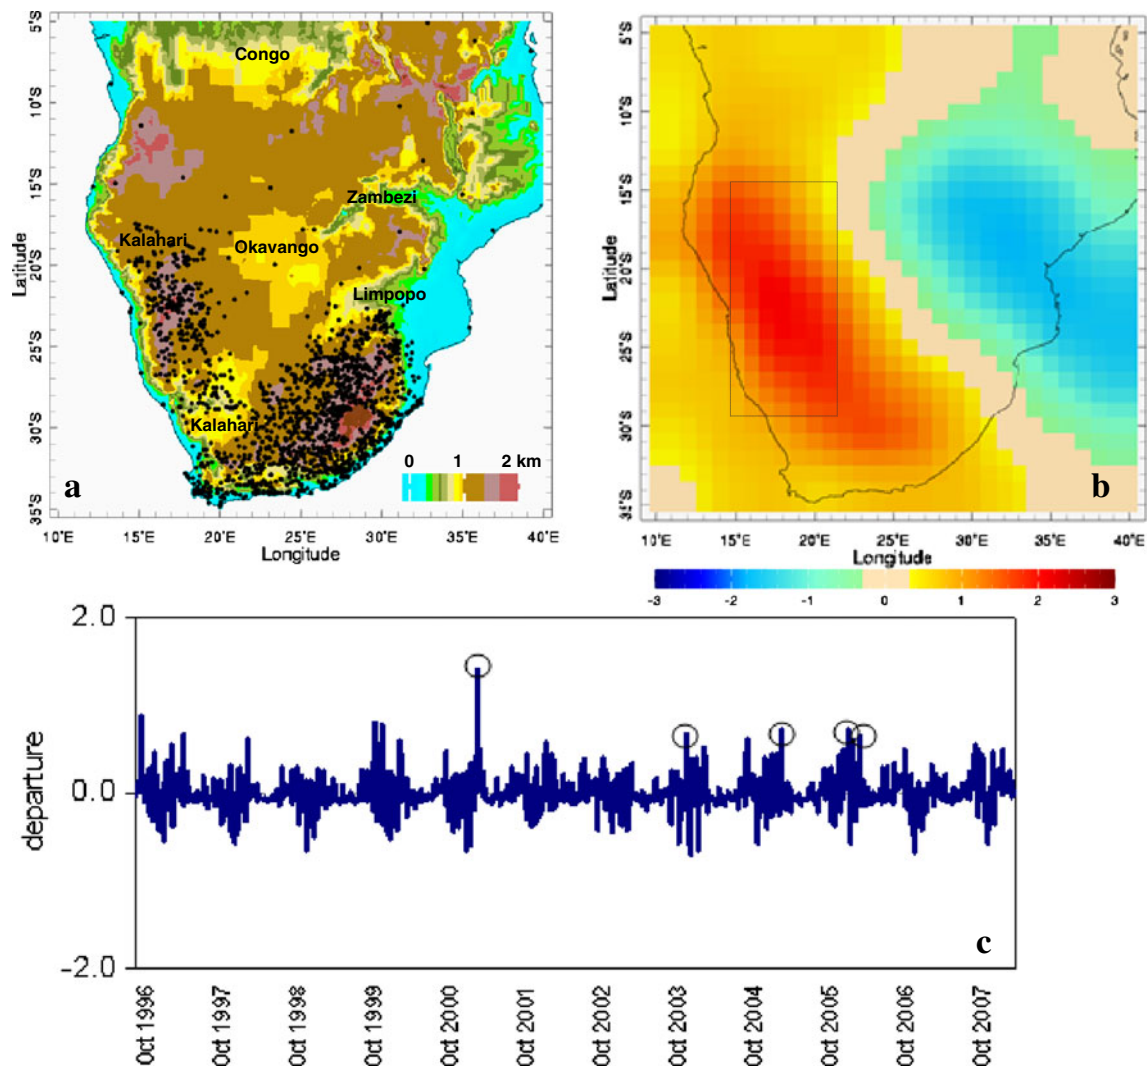 5°S
10°S
15°S
20°S
25°S
30°S
35°S
Latitude
Congo
Zambezi
Kalahari
Okavango
Limpopo
Kalahari
0 1 2 km
a
10°E 15°E 20°E 25°E 30°E 35°E 40°E
Longitude
5°S
10°S
15°S
20°S
25°S
30°S
35°S
Latitude
b
10°E 15°E 20°E 25°E 30°E 35°E 40°E
Longitude
-3 -2 -1 0 1 2 3
2.0
0.0
-2.0
departure
c
Oct 1996
Oct 1997
Oct 1998
Oct 1999
Oct 2000
Oct 2001
Oct 2002
Oct 2003
Oct 2004
Oct 2005
Oct 2006
Oct 2007